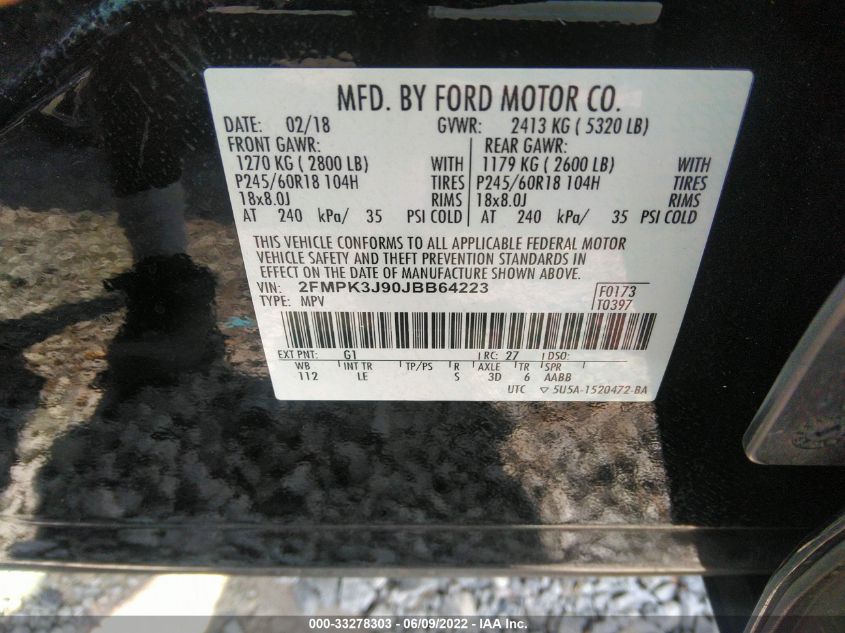 MFD. BY FORD MOTOR CO.
DATE: 02/18 GVWR: 2413 KG ( 5320 LB)
FRONT GAWR: REAR GAWR:
1270 KG ( 2800 LB) WITH 1179 KG ( 2600 LB) WITH
P245/60R18 104H TIRES P245/60R18 104H TIRES
18x8.0J RIMS 18x8.0J RIMS
AT 240 kPa/ 35 PSI COLD AT 240 kPa/ 35 PSI COLD
THIS VEHICLE CONFORMS TO ALL APPLICABLE FEDERAL MOTOR
VEHICLE SAFETY AND THEFT PREVENTION STANDARDS IN
EFFECT ON THE DATE OF MANUFACTURE SHOWN ABOVE.
VIN: 2FMPK3J90JBB64223 F0173
TYPE: MPV T0397
EXT PNT: G1 RC: 27 DSO:
WB INT TR TP/PS R AXLE TR SPR
112 LE S 3D 6 AABB
UTC ▽ 5U5A-1520472-BA
000-33278303 - 06/09/2022 - IAA Inc.